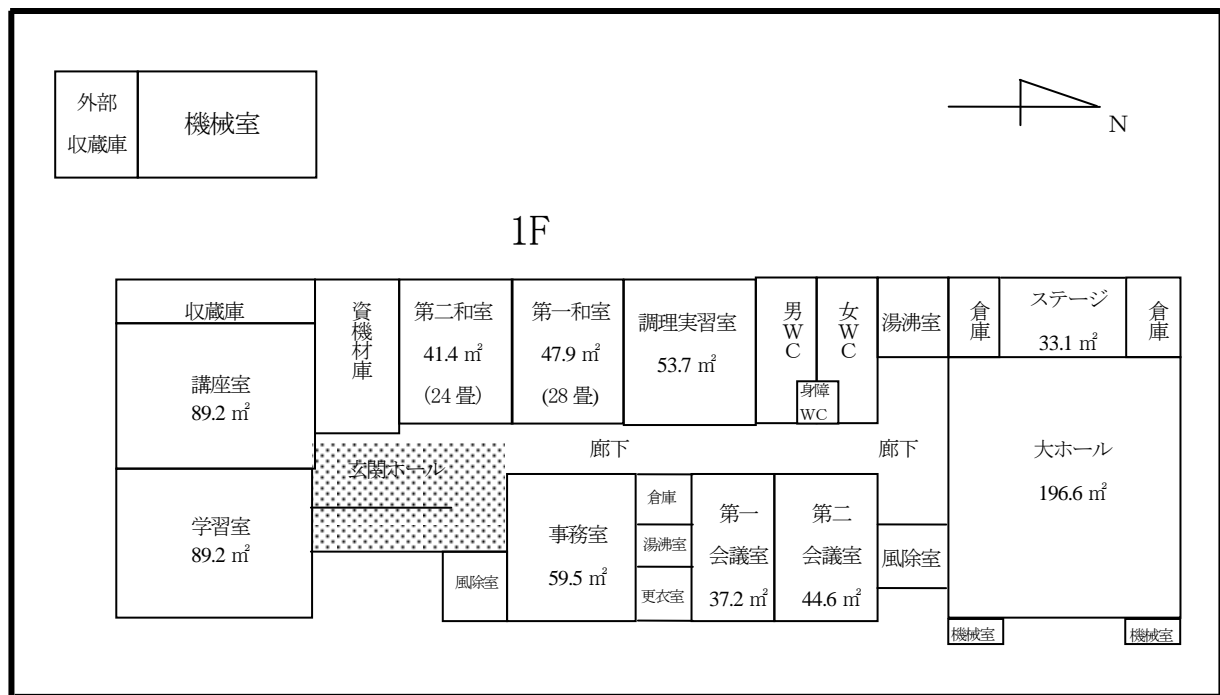 外部
収蔵庫
機械室
N
1F
収蔵庫
講座室
89.2 ㎡
学習室
89.2 ㎡
資機材庫
第二和室
41.4 ㎡
(24 畳)
第一和室
47.9 ㎡
(28 畳)
調理実習室
53.7 ㎡
男WC
女WC
身障
WC
湯沸室
倉庫
ステージ
33.1 ㎡
倉庫
玄関ホール
廊下
廊下
大ホール
196.6 ㎡
風除室
事務室
59.5 ㎡
倉庫
湯沸室
更衣室
第一
会議室
37.2 ㎡
第二
会議室
44.6 ㎡
風除室
機械室
機械室